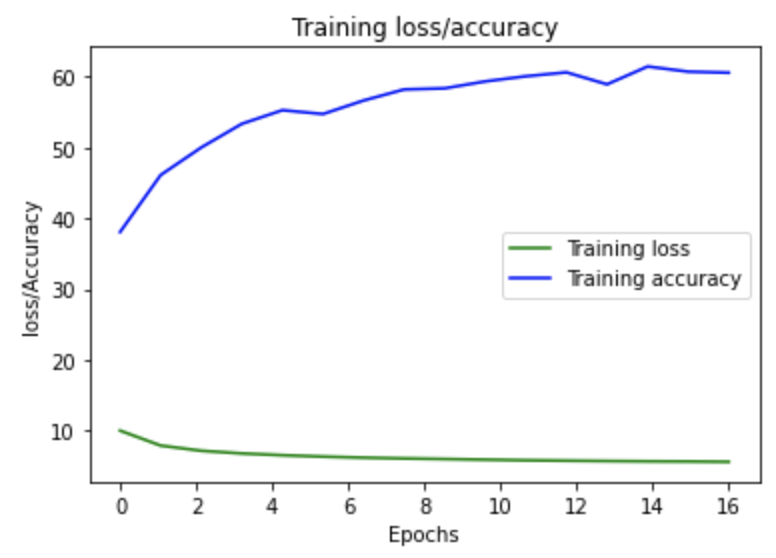 Training loss/accuracy
60
50
40
30
20
10
loss/Accuracy
Training loss
Training accuracy
0 2 4 6 8 10 12 14 16
Epochs